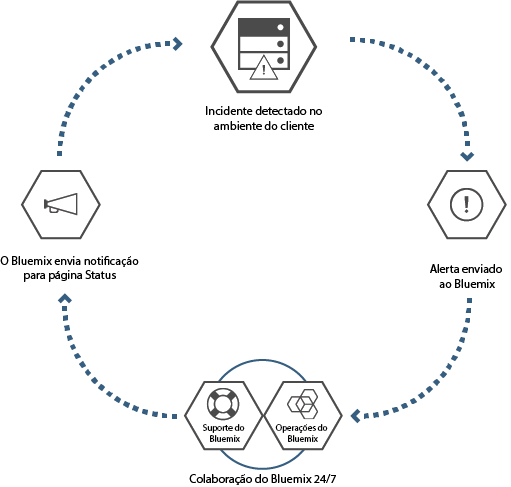 Incidente detectado no
ambiente do cliente
O Bluemix envia notificação
para página Status
Alerta enviado
ao Bluemix
Suporte do
Bluemix
Operações do
Bluemix
Colaboração do Bluemix 24/7